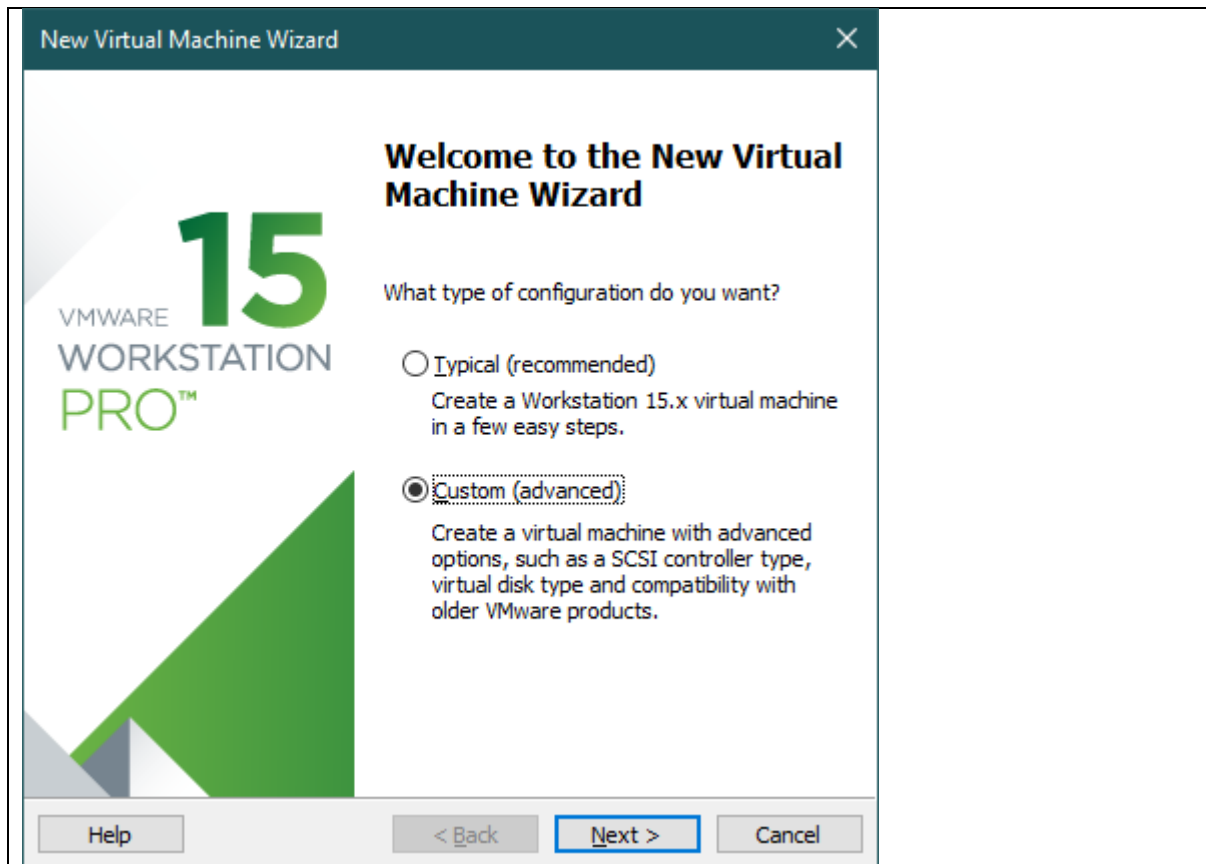 New Virtual Machine Wizard
Welcome to the New Virtual
Machine Wizard
15
VMWARE
WORKSTATION
PRO™
What type of configuration do you want?
Typical (recommended)
Create a Workstation 15.x virtual machine
in a few easy steps.
Custom (advanced)
Create a virtual machine with advanced
options, such as a SCSI controller type,
virtual disk type and compatibility with
older VMware products.
Help
< Back
Next >
Cancel